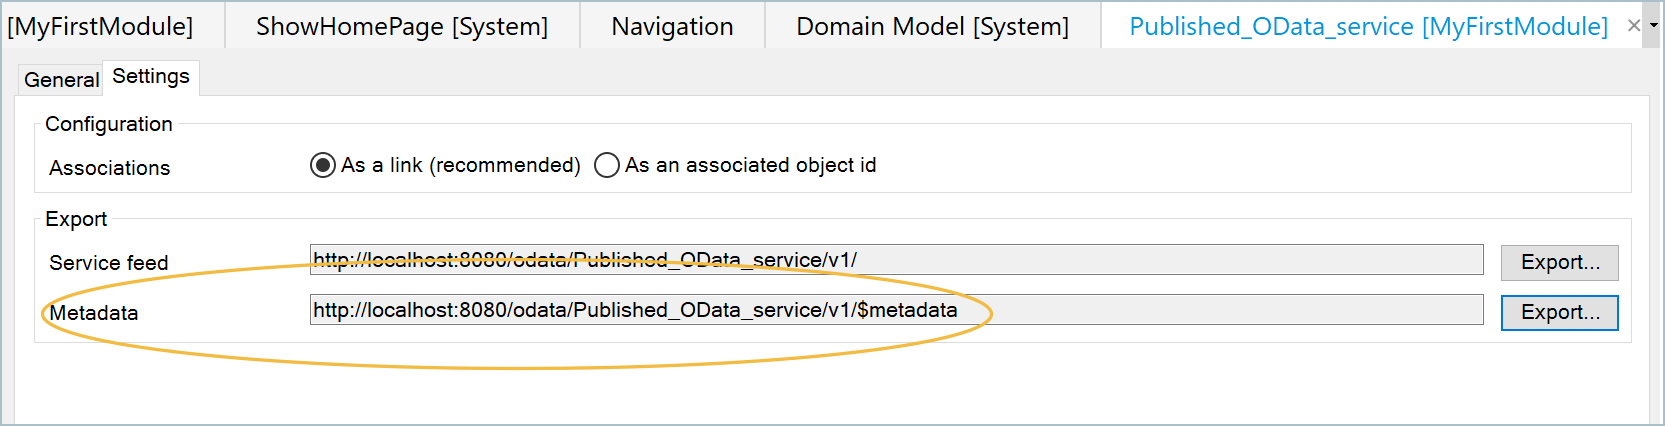 [MyFirstModule] ShowHomePage [System] Navigation Domain Model [System] Published_OData_service [MyFirstModule]
General Settings
Configuration
Associations As a link (recommended) As an associated object id
Export
Service feed http://localhost:8080/odata/Published_OData_service/v1/ Export...
Metadata http://localhost:8080/odata/Published_OData_service/v1/$metadata Export...